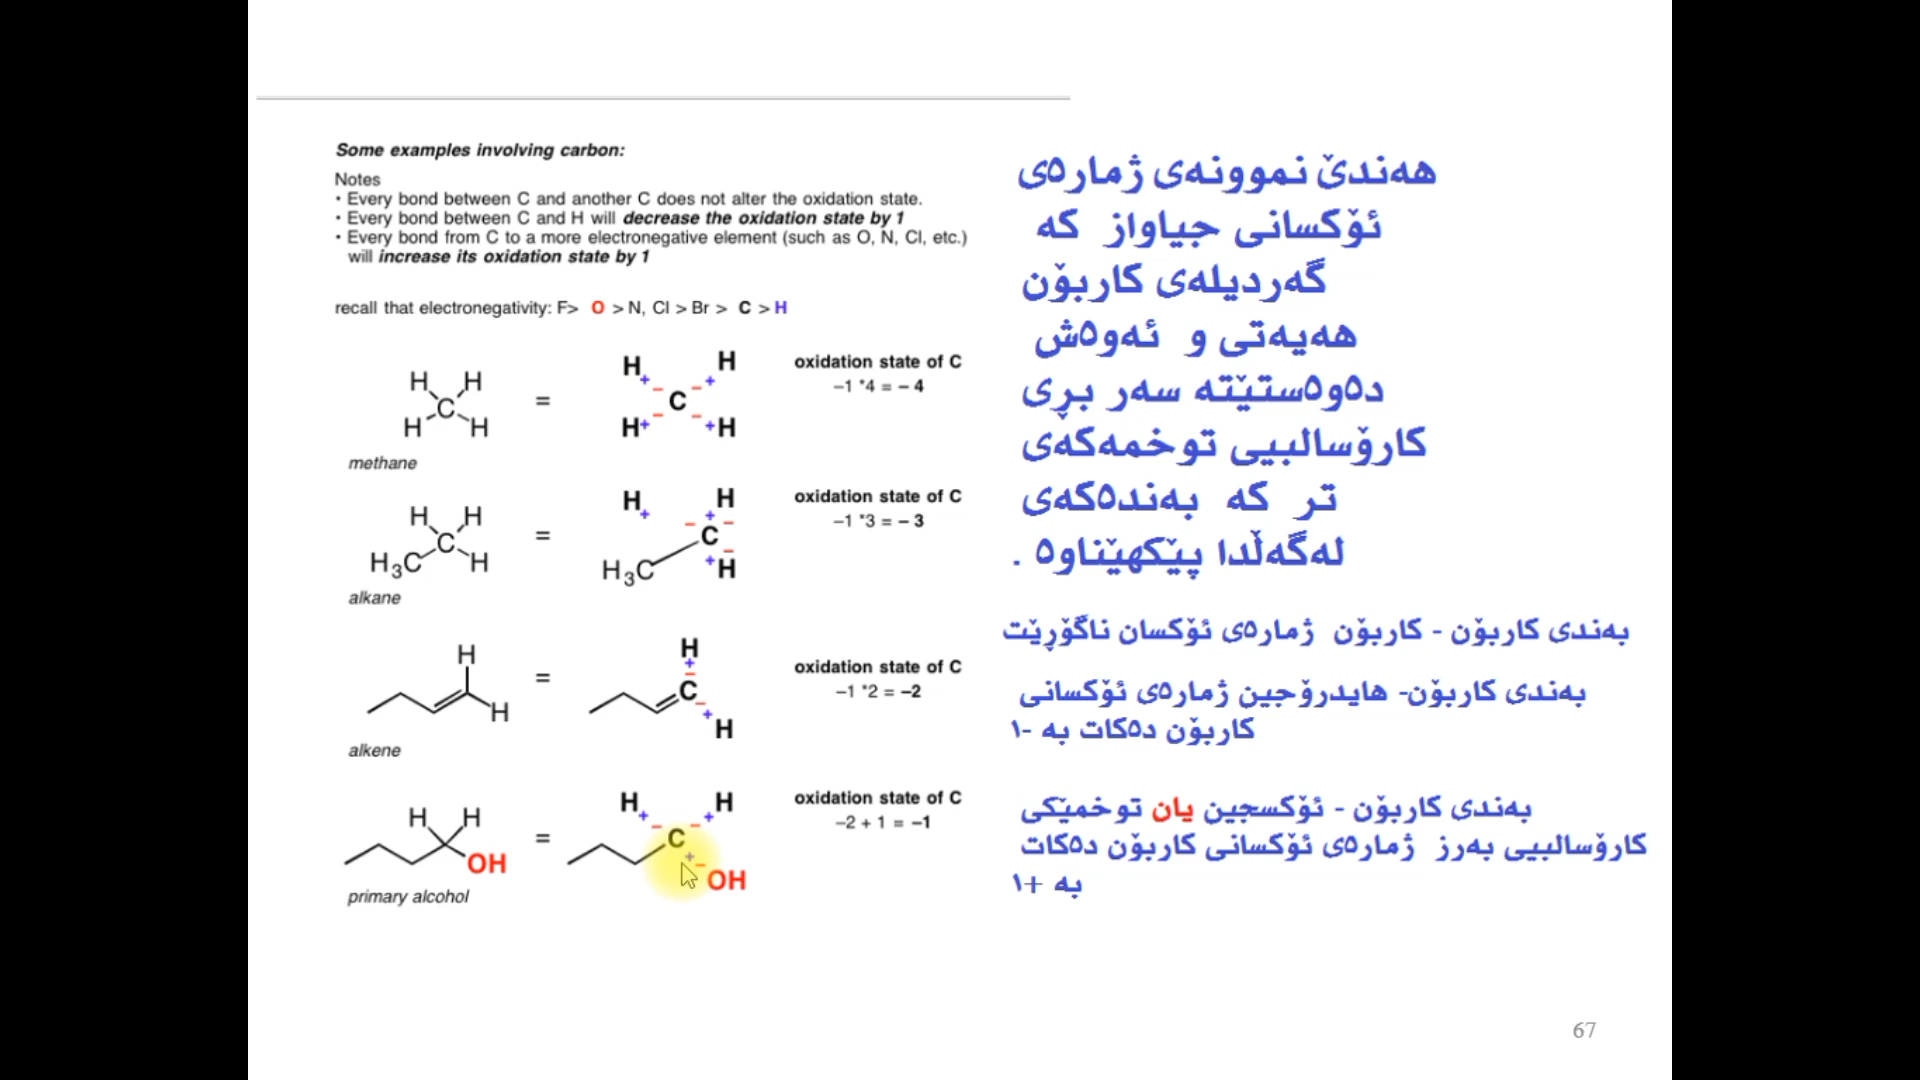 Some examples involving carbon:
Notes
• Every bond between C and another C does not alter the oxidation state.
• Every bond between C and H will decrease the oxidation state by 1
• Every bond from C to a more electronegative element (such as O, N, Cl, etc.)
will increase its oxidation state by 1
recall that electronegativity: F> O > N, Cl > Br > C > H
H H
C
H H
methane
=
H H
+ − − +
C
+ − − +
H H
oxidation state of C
−1 *4 = − 4
H H
C
H₃C H
alkane
=
H H
+ +
− −
C
−
+
H₃C H
oxidation state of C
−1 *3 = − 3
H
H
alkene
=
H
+
−
C
−
+
H
oxidation state of C
−1 *2 = −2
H H
OH
primary alcohol
=
H H
+ − − +
C
+
−
OH
oxidation state of C
−2 + 1 = −1
هەندێ نموونەی ژمارەی
ئۆکسانی جیاواز کە
گەردیلەی کاربۆن
هەیەتی و ئەوەش
دەوەستێتە سەر بڕی
کارۆسالبیی توخمەکەی
تر کە بەندەکەی
لەگەڵدا پێکهێناوە .
بەندی کاربۆن - کاربۆن ژمارەی ئۆکسان ناگۆڕێت
بەندی کاربۆن- هایدرۆجین ژمارەی ئۆکسانی
کاربۆن دەکات بە -١
بەندی کاربۆن - ئۆکسجین یان توخمێکی
کارۆسالبیی بەرز ژمارەی ئۆکسانی کاربۆن دەکات
بە +١
67